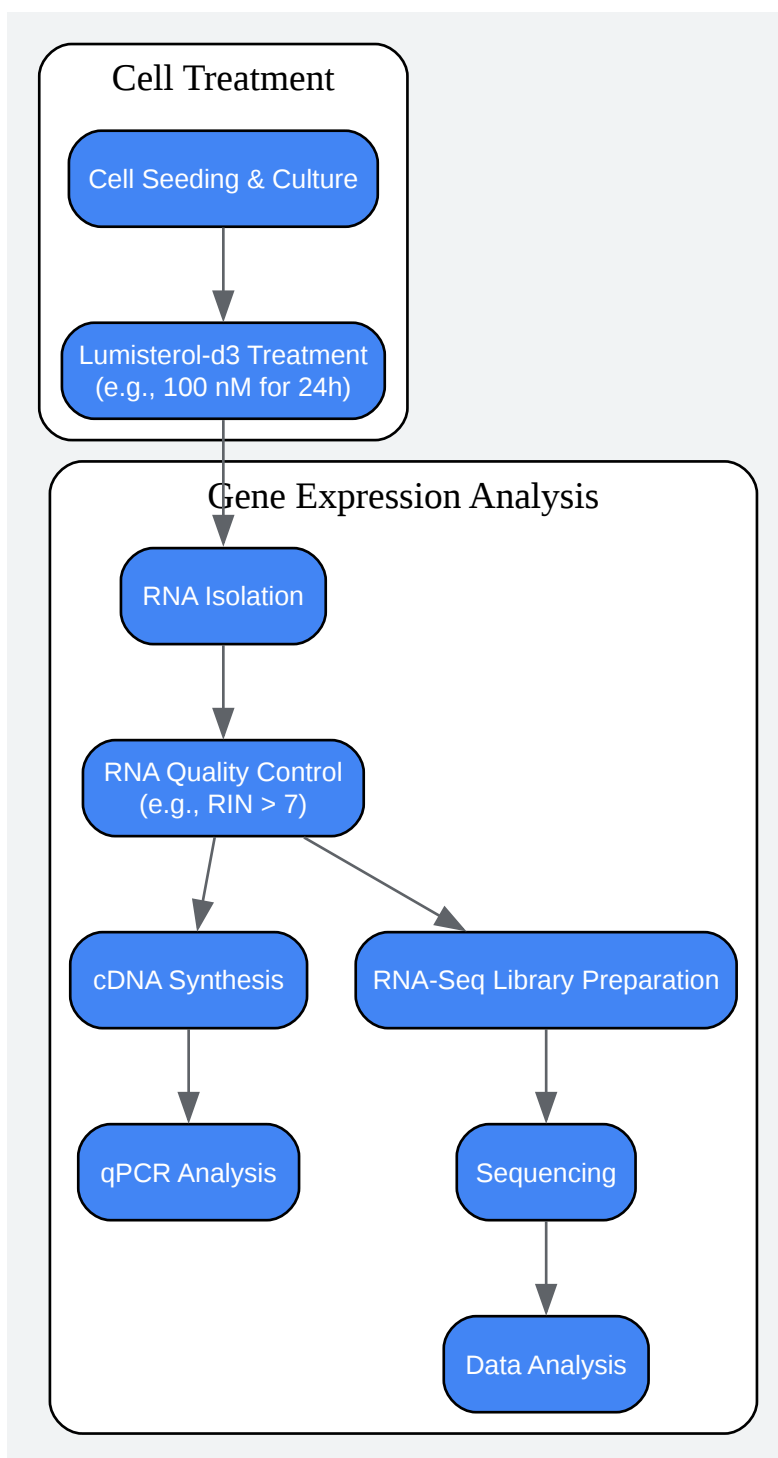 Cell Treatment
Cell Seeding & Culture
Lumisterol-d3 Treatment
(e.g., 100 nM for 24h)
Gene Expression Analysis
RNA Isolation
RNA Quality Control
(e.g., RIN > 7)
cDNA Synthesis
RNA-Seq Library Preparation
qPCR Analysis
Sequencing
Data Analysis